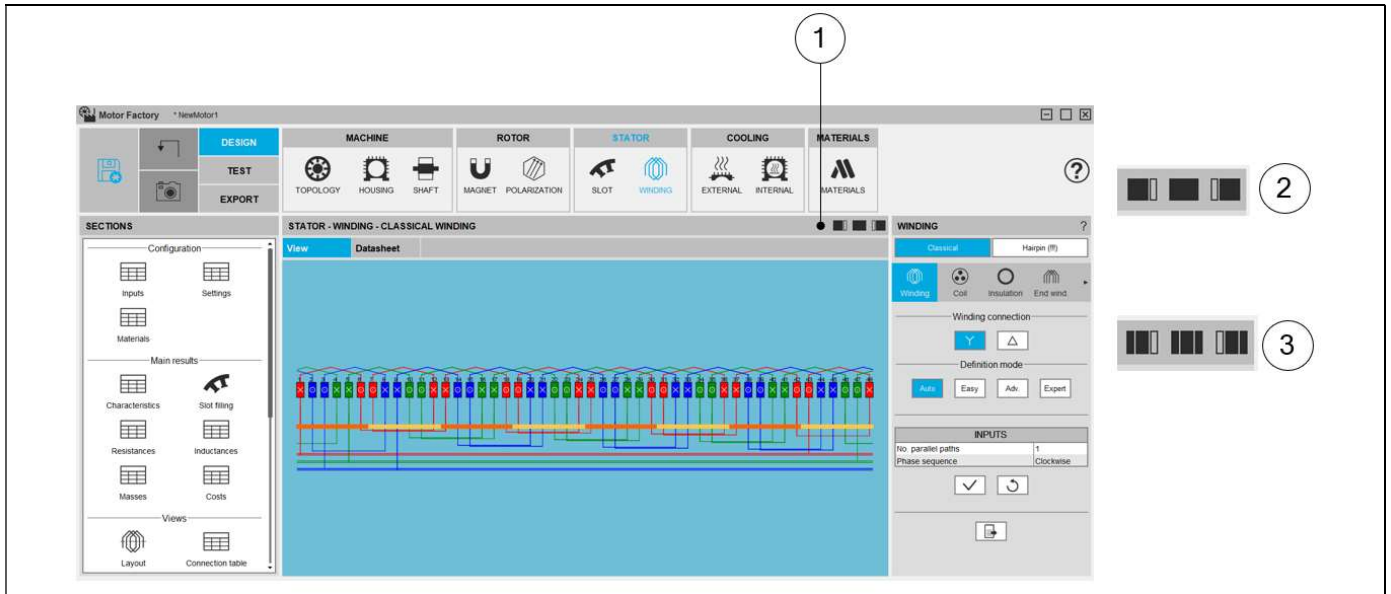 1
Motor Factory * NewMotor1
DESIGN
TEST
EXPORT
MACHINE
TOPOLOGY HOUSING SHAFT
ROTOR
MAGNET POLARIZATION
STATOR
SLOT WINDING
COOLING
EXTERNAL INTERNAL
MATERIALS
MATERIALS
?
2
3
SECTIONS
Configuration
Inputs Settings
Materials
Main results
Characteristics Slot filling
Resistances Inductances
Masses Costs
Views
Layout Connection table
STATOR - WINDING - CLASSICAL WINDING
View Datasheet
WINDING ?
Classical Hairpin (!!!)
Winding Coil Insulation End wind.
Winding connection
Definition mode
Auto Easy Adv. Expert
INPUTS
No. parallel paths 1
Phase sequence Clockwise